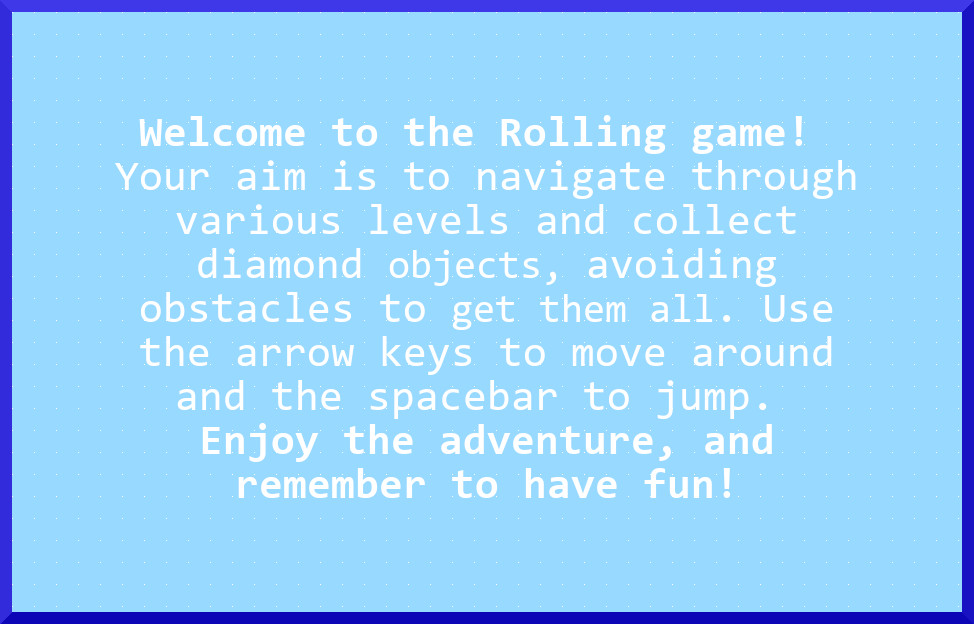 Welcome to the Rolling game!
Your aim is to navigate through
various levels and collect
diamond objects, avoiding
obstacles to get them all. Use
the arrow keys to move around
and the spacebar to jump.
Enjoy the adventure, and
remember to have fun!